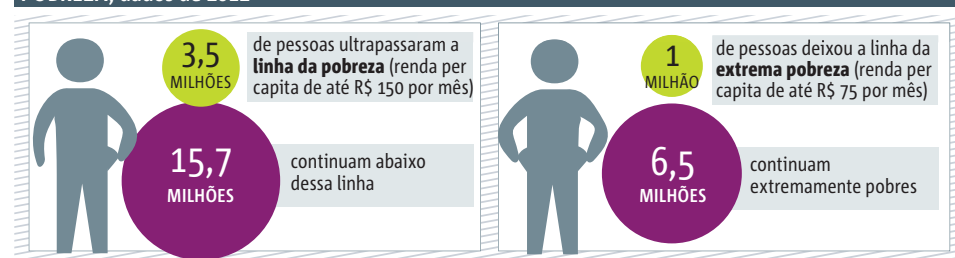 3,5
MILHÕES
de pessoas ultrapassaram a
linha da pobreza (renda per
capita de até R$ 150 por mês)
15,7
MILHÕES
continuam abaixo
dessa linha
1
MILHÃO
de pessoas deixou a linha da
extrema pobreza (renda per
capita de até R$ 75 por mês)
6,5
MILHÕES
continuam
extremamente pobres